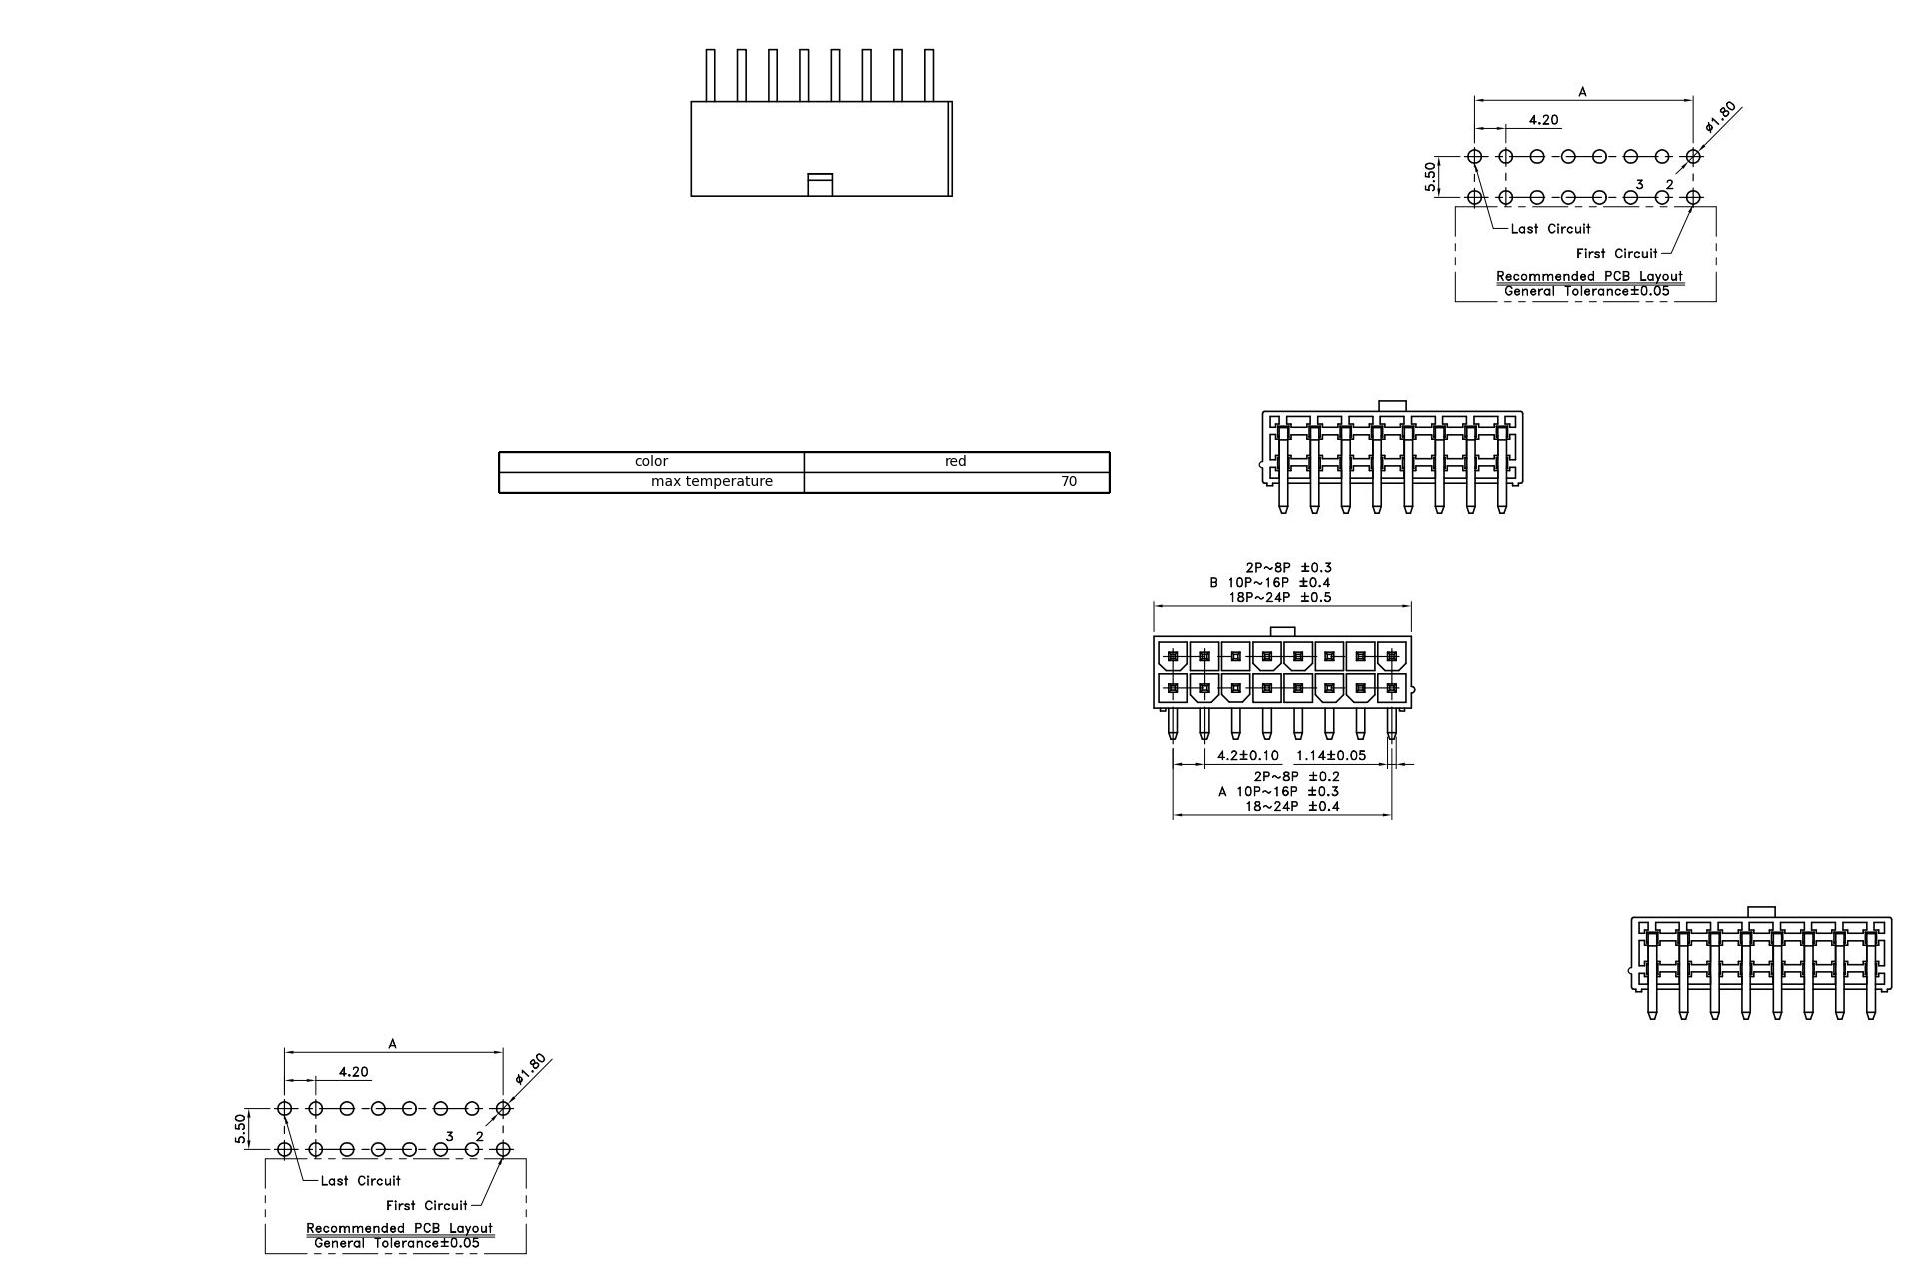 A
ø1.80
4.20
5.50
3 2
Last Circuit
First Circuit
Recommended PCB Layout
General Tolerance±0.05
color red
max temperature 70
2P~8P ±0.3
B 10P~16P ±0.4
18P~24P ±0.5
4.2±0.10 1.14±0.05
2P~8P ±0.2
A 10P~16P ±0.3
18~24P ±0.4
A
ø1.80
4.20
5.50
3 2
Last Circuit
First Circuit
Recommended PCB Layout
General Tolerance±0.05